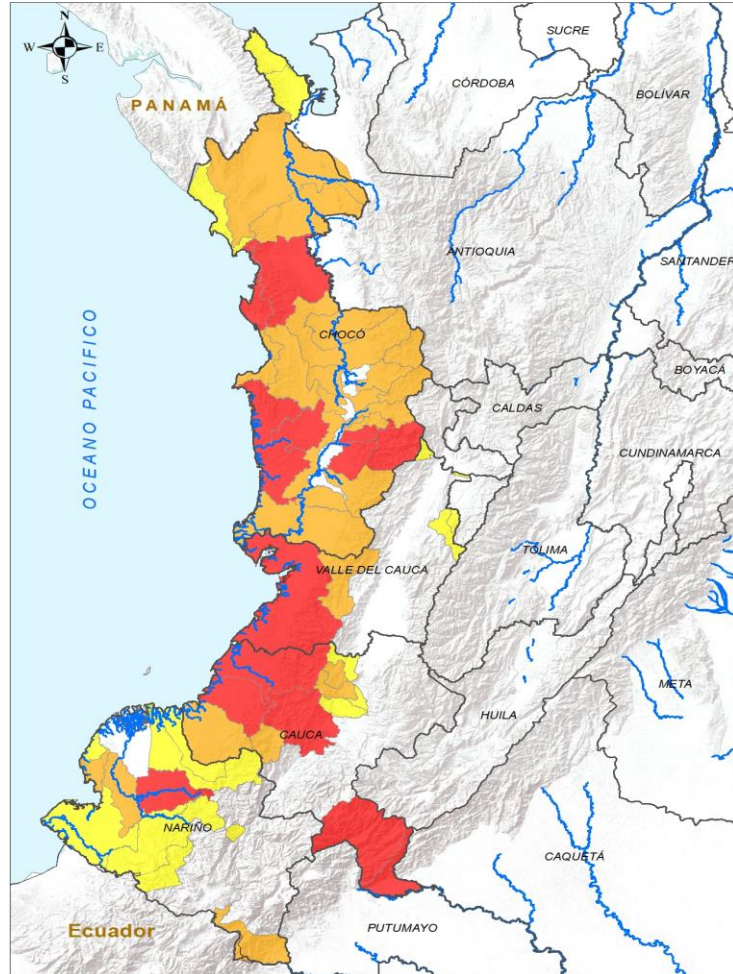 N
W E
S
SUCRE
CÓRDOBA
BOLÍVAR
PANAMÁ
ANTIOQUIA
SANTANDER
OCEANO PACIFICO
CHOCÓ
BOYACÁ
CALDAS
CUNDINAMARCA
TOLIMA
VALLE DEL CAUCA
META
HUILA
CAUCA
NARIÑO
CAQUETÁ
PUTUMAYO
Ecuador